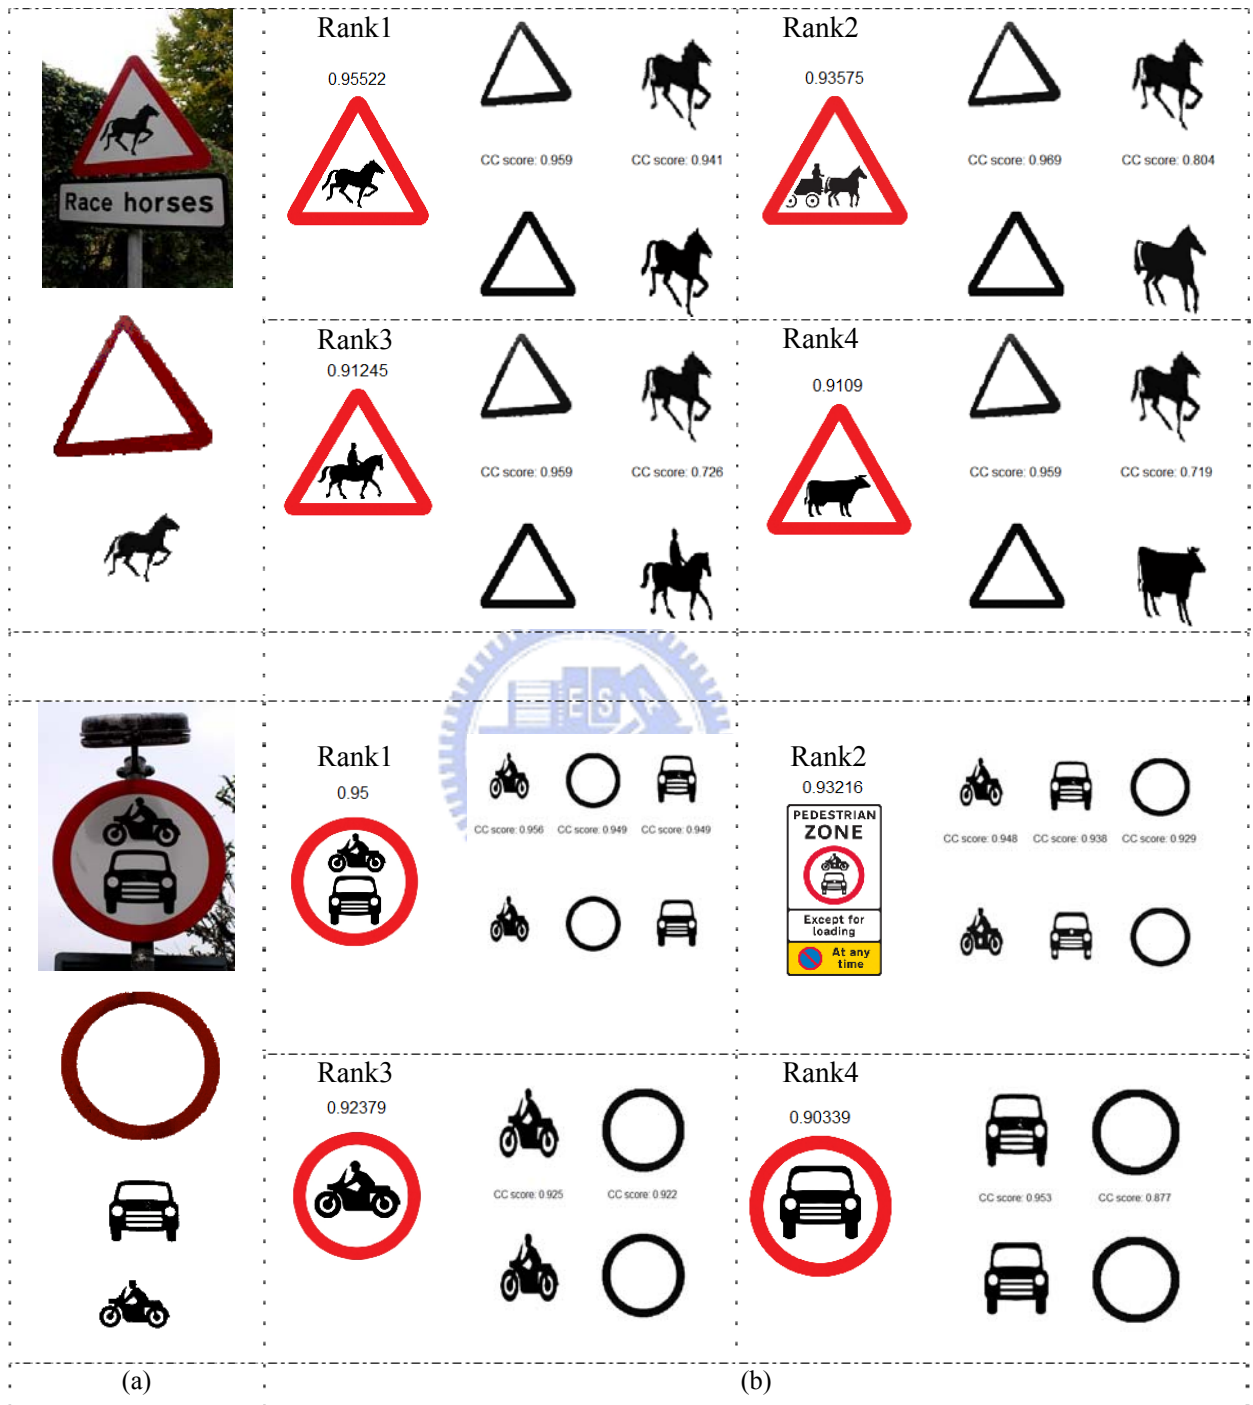 Race horses
Rank1
0.95522
CC score: 0.959 0.941
Rank2
0.93575
CC score: 0.969 CC score: 0.804
Rank3
0.91245
CC score: 0.959 CC score: 0.726
Rank4
0.9109
CC score: 0.959 CC score: 0.719
Rank1
0.95
CC score: 0.956 CC score: 0.949 CC score: 0.949
Rank2
0.93216
PEDESTRIAN
ZONE
Except for
loading
At any
time
CC score: 0.948 CC score: 0.938 CC score: 0.929
Rank3
0.92379
CC score: 0.925 CC score: 0.922
Rank4
0.90339
CC score: 0.953 CC score: 0.877
(a)
(b)